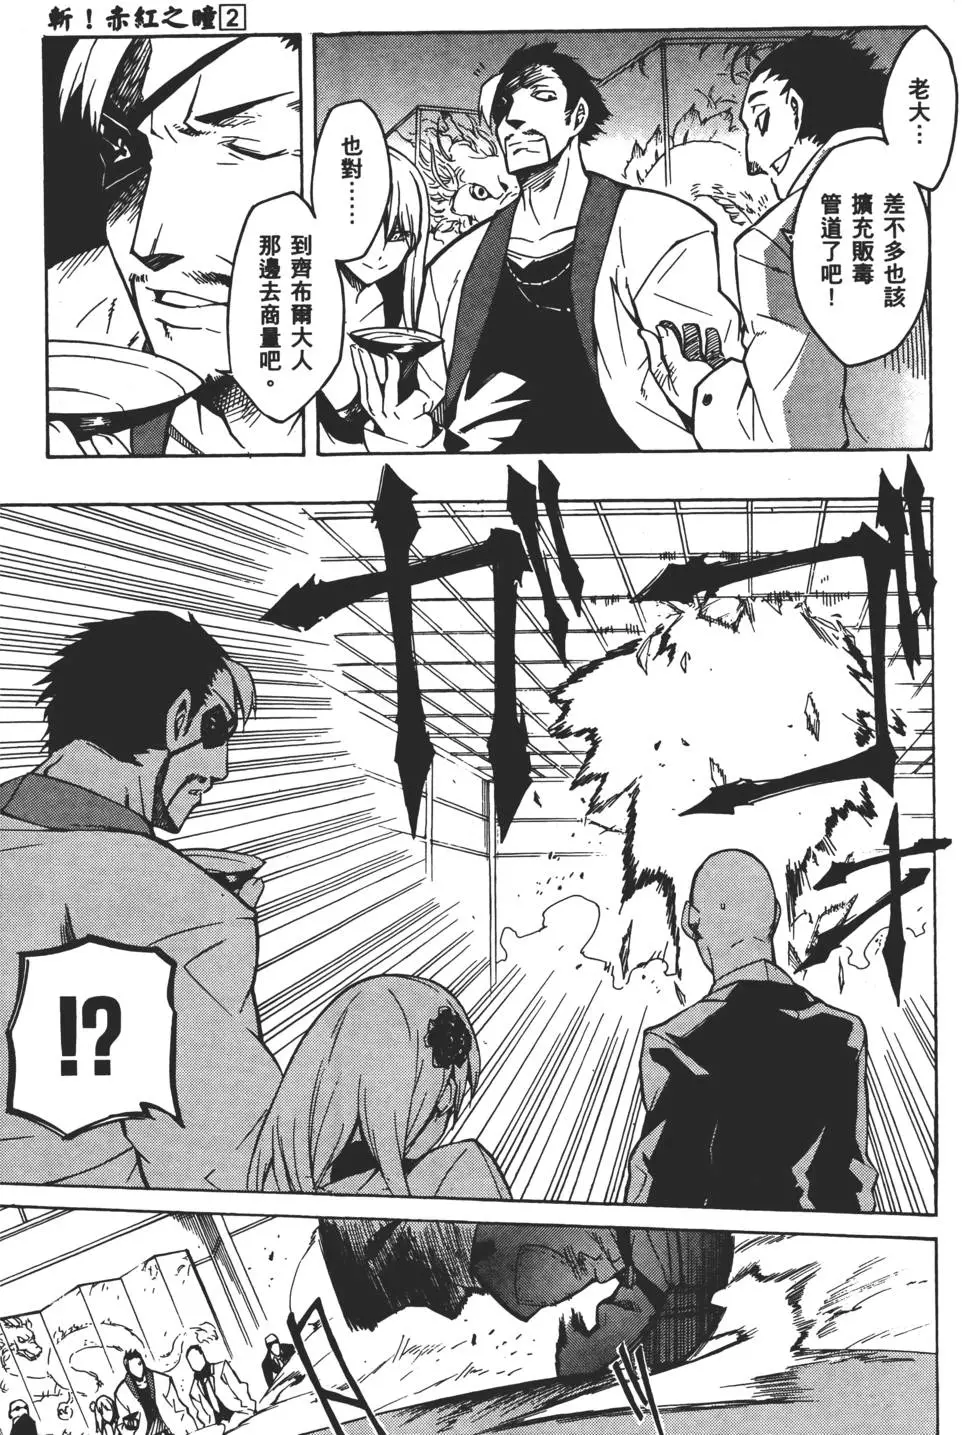 斬！赤紅之瞳2
老大…
差不多也該
擴充販毒
管道了吧！
也對……
到齊布爾大人
那邊去商量吧。
!?